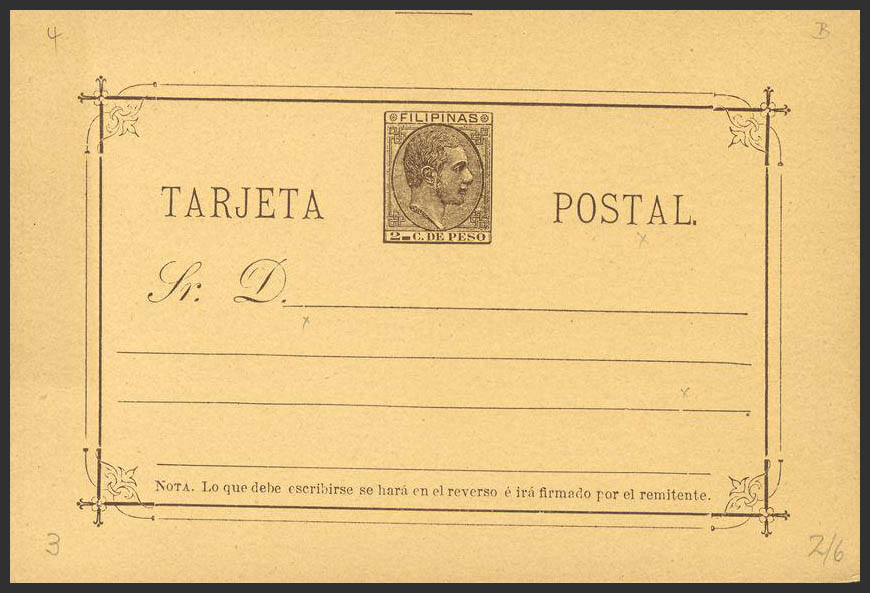 4 B
FILIPINAS
TARJETA POSTAL.
2 C. DE PESO
Sr. D.
NOTA. Lo que debe escribirse se hará en el reverso é irá firmado por el remitente.
3 2/6